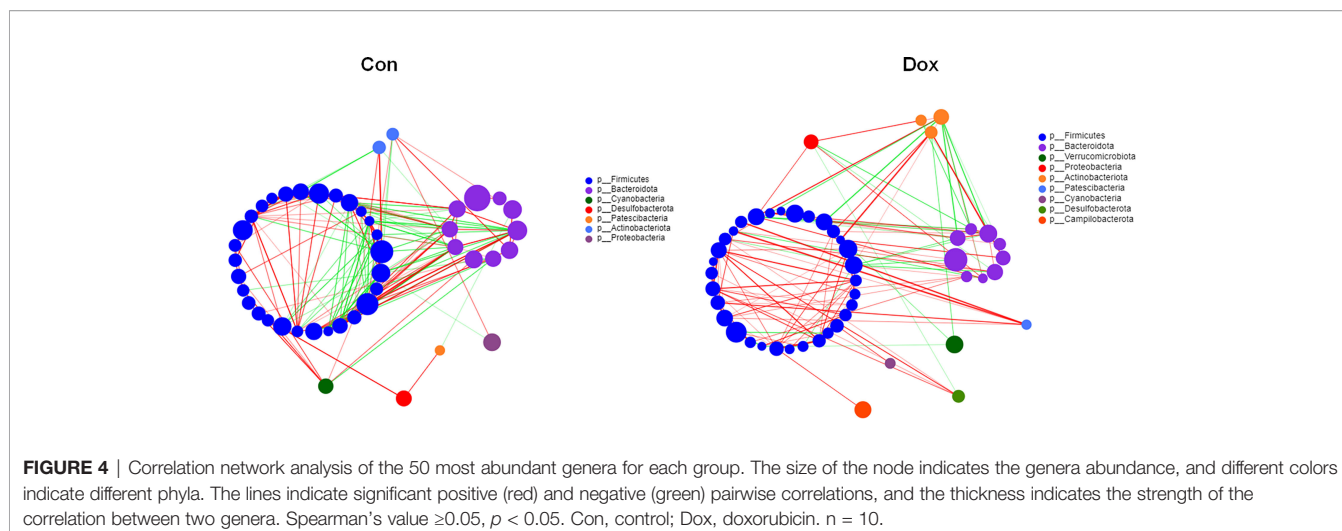 Con
p__Firmicutes
p__Bacteroidota
p__Cyanobacteria
p__Desulfobacterota
p__Patescibacteria
p__Actinobacteriota
p__Proteobacteria
Dox
p__Firmicutes
p__Bacteroidota
p__Verrucomicrobiota
p__Proteobacteria
p__Actinobacteriota
p__Patescibacteria
p__Cyanobacteria
p__Desulfobacterota
p__Campilobacterota
FIGURE 4 | Correlation network analysis of the 50 most abundant genera for each group. The size of the node indicates the genera abundance, and different colors
indicate different phyla. The lines indicate significant positive (red) and negative (green) pairwise correlations, and the thickness indicates the strength of the
correlation between two genera. Spearman’s value ≥0.05, p < 0.05. Con, control; Dox, doxorubicin. n = 10.